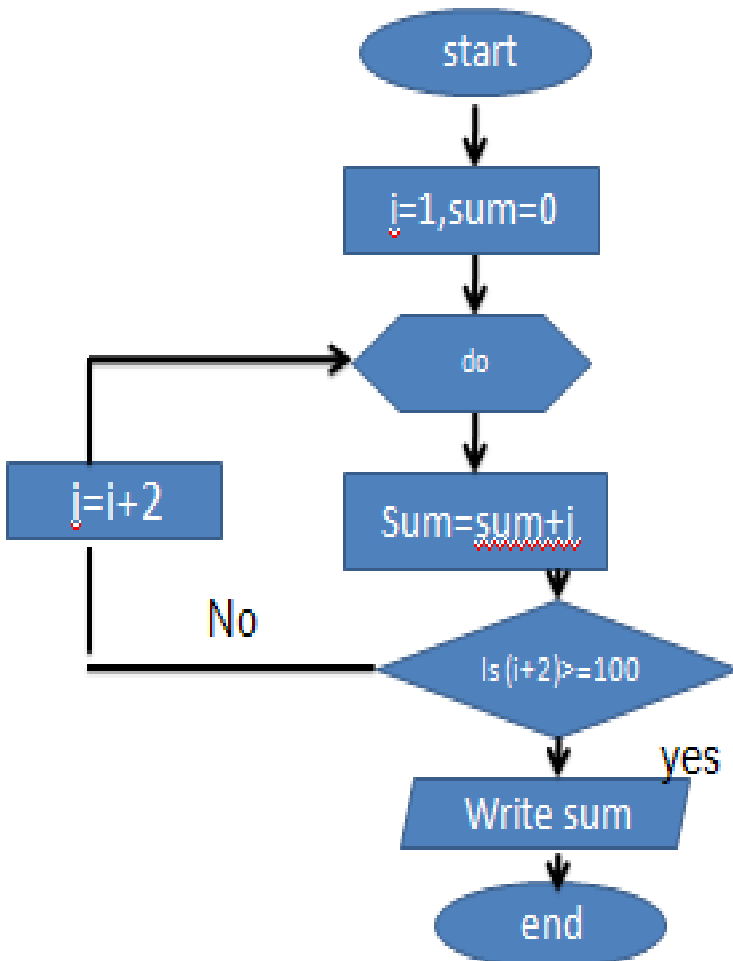 start
i=1,sum=0
do
i=i+2
Sum=sum+i
No
Is (i+2)>=100
yes
Write sum
end